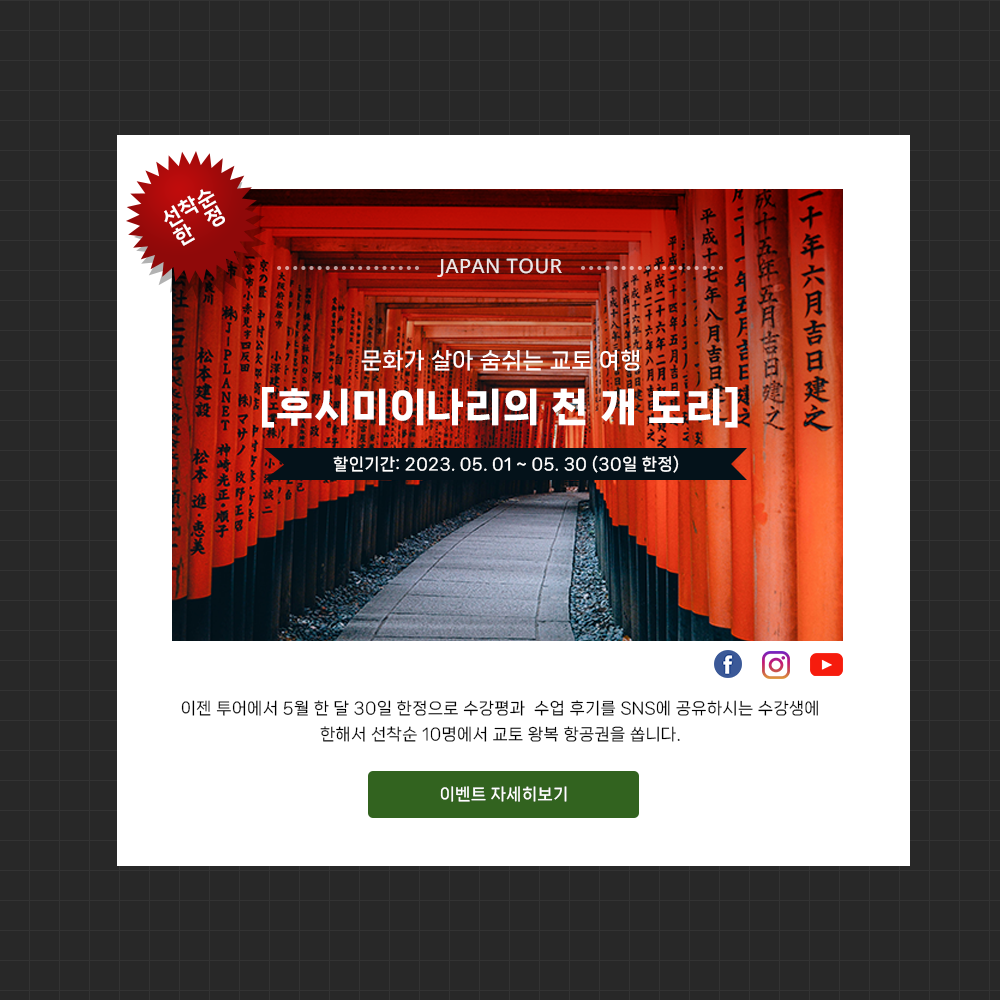 선착순
한 정
JAPAN TOUR
문화가 살아 숨쉬는 교토 여행
[후시미이나리의 천 개 도리]
할인기간: 2023. 05. 01 ~ 05. 30 (30일 한정)
二十年六月吉日建之
成十五年五月吉日建之
平成十七年八月吉日建之
松本建設
松本 進・恵美
㈱J-PLANET
神崎光正・順子
이젠 투어에서 5월 한 달 30일 한정으로 수강평과 수업 후기를 SNS에 공유하시는 수강생에
한해서 선착순 10명에서 교토 왕복 항공권을 쏩니다.
이벤트 자세히보기